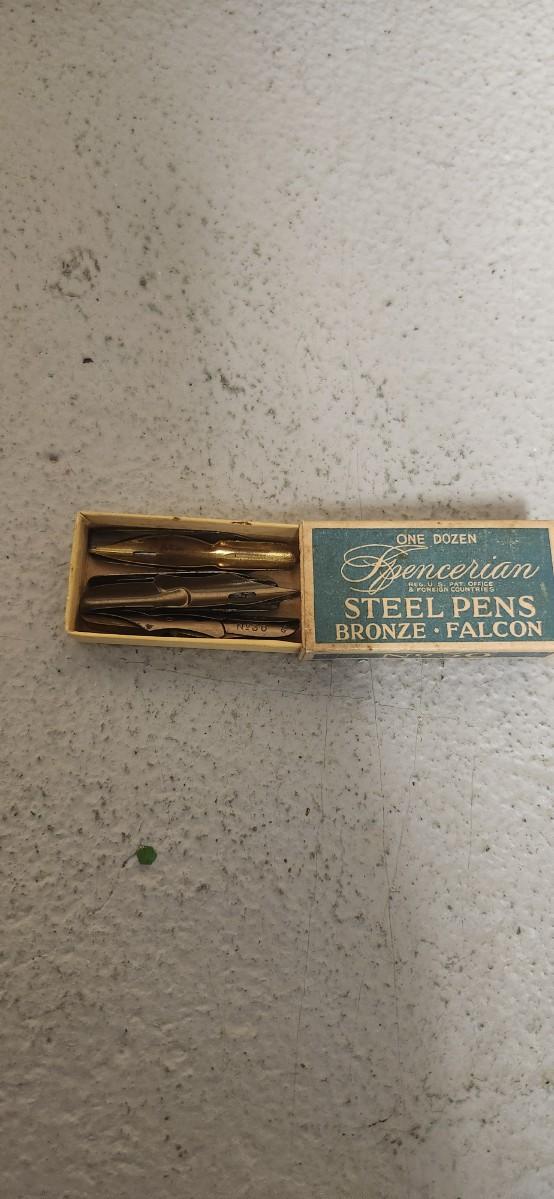 ONE DOZEN
Spencerian
REG. U. S. PAT. OFFICE
& FOREIGN COUNTRIES
STEEL PENS
BRONZE · FALCON